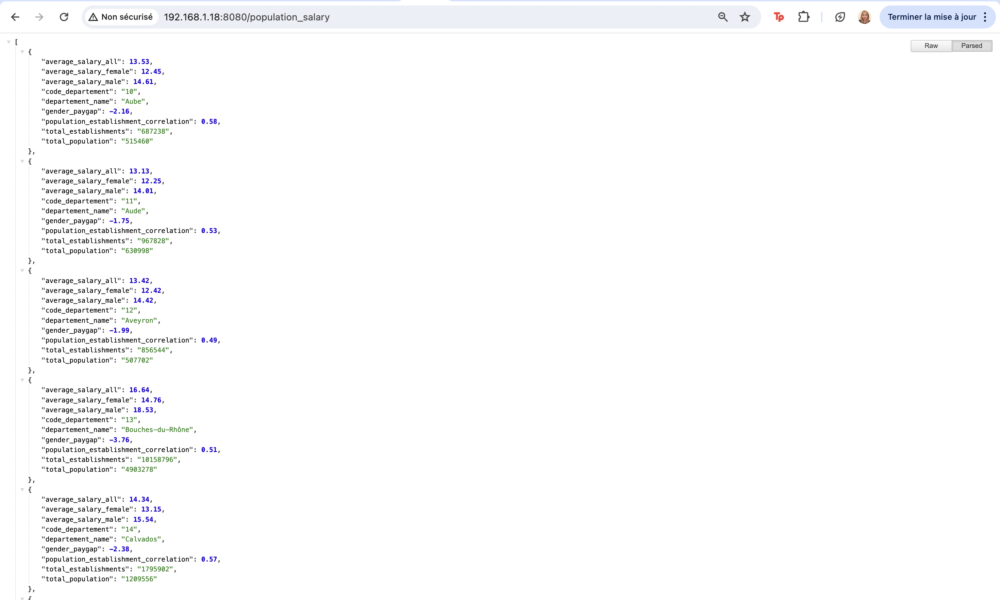 Non sécurisé 192.168.1.18:8080/population_salary Tp Terminer la mise à jour
Raw Parsed
[
{
"average_salary_all": 13.53,
"average_salary_female": 12.45,
"average_salary_male": 14.61,
"code_departement": "10",
"departement_name": "Aube",
"gender_paygap": -2.16,
"population_establishment_correlation": 0.58,
"total_establishments": "687238",
"total_population": "515460"
},
{
"average_salary_all": 13.13,
"average_salary_female": 12.25,
"average_salary_male": 14.01,
"code_departement": "11",
"departement_name": "Aude",
"gender_paygap": -1.75,
"population_establishment_correlation": 0.53,
"total_establishments": "967828",
"total_population": "630998"
},
{
"average_salary_all": 13.42,
"average_salary_female": 12.42,
"average_salary_male": 14.42,
"code_departement": "12",
"departement_name": "Aveyron",
"gender_paygap": -1.99,
"population_establishment_correlation": 0.49,
"total_establishments": "856544",
"total_population": "507702"
},
{
"average_salary_all": 16.64,
"average_salary_female": 14.76,
"average_salary_male": 18.53,
"code_departement": "13",
"departement_name": "Bouches-du-Rhône",
"gender_paygap": -3.76,
"population_establishment_correlation": 0.51,
"total_establishments": "10158796",
"total_population": "4903278"
},
{
"average_salary_all": 14.34,
"average_salary_female": 13.15,
"average_salary_male": 15.54,
"code_departement": "14",
"departement_name": "Calvados",
"gender_paygap": -2.38,
"population_establishment_correlation": 0.57,
"total_establishments": "1795902",
"total_population": "1209556"
},
{